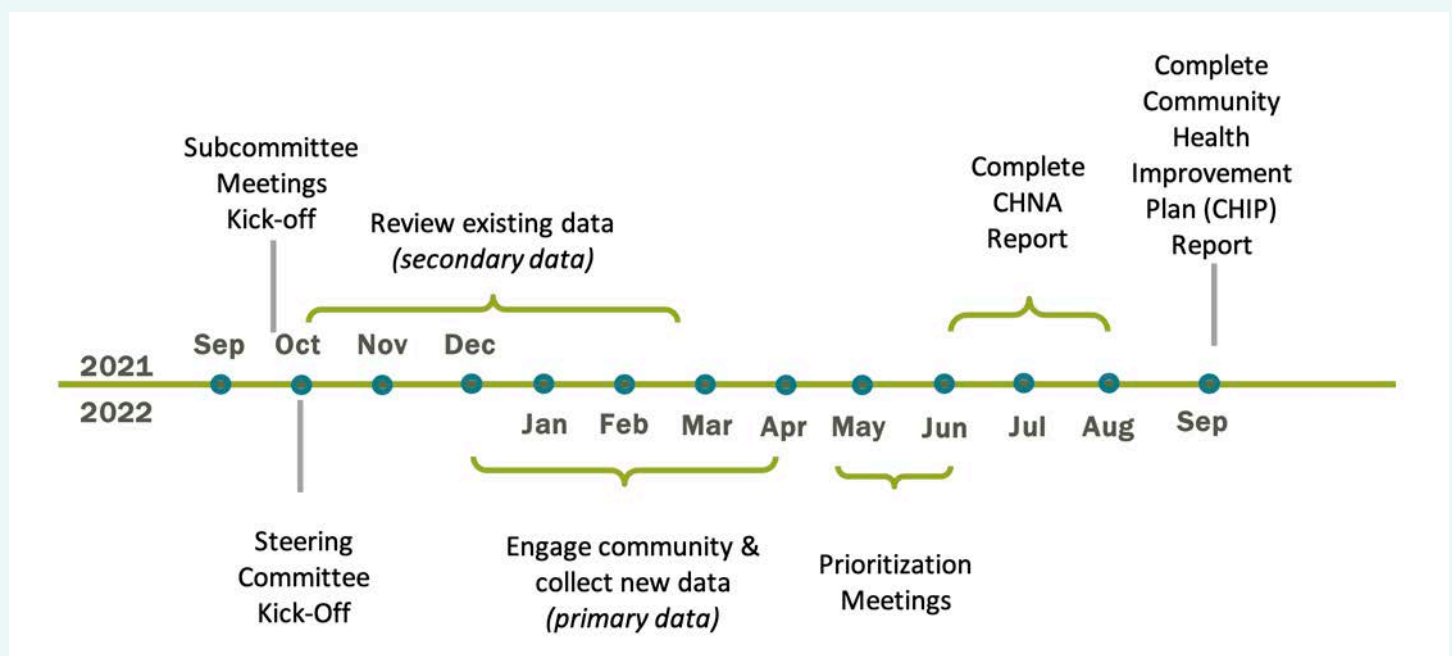 Complete
Community
Health
Improvement
Plan (CHIP)
Report
Subcommittee
Meetings
Kick-off
Complete
CHNA
Report
Review existing data
(secondary data)
Sep Oct Nov Dec
2021
2022
Jan Feb Mar Apr May Jun Jul Aug Sep
Steering
Committee
Kick-Off
Engage community &
collect new data
(primary data)
Prioritization
Meetings